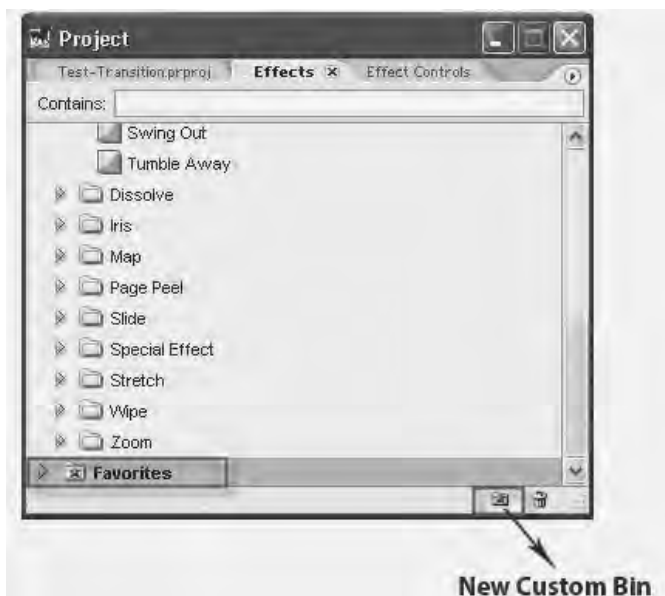 Project
Test-Transition.prproj Effects x Effect Controls
Contains:
Swing Out
Tumble Away
Dissolve
Iris
Map
Page Peel
Slide
Special Effect
Stretch
Wipe
Zoom
Favorites
New Custom Bin